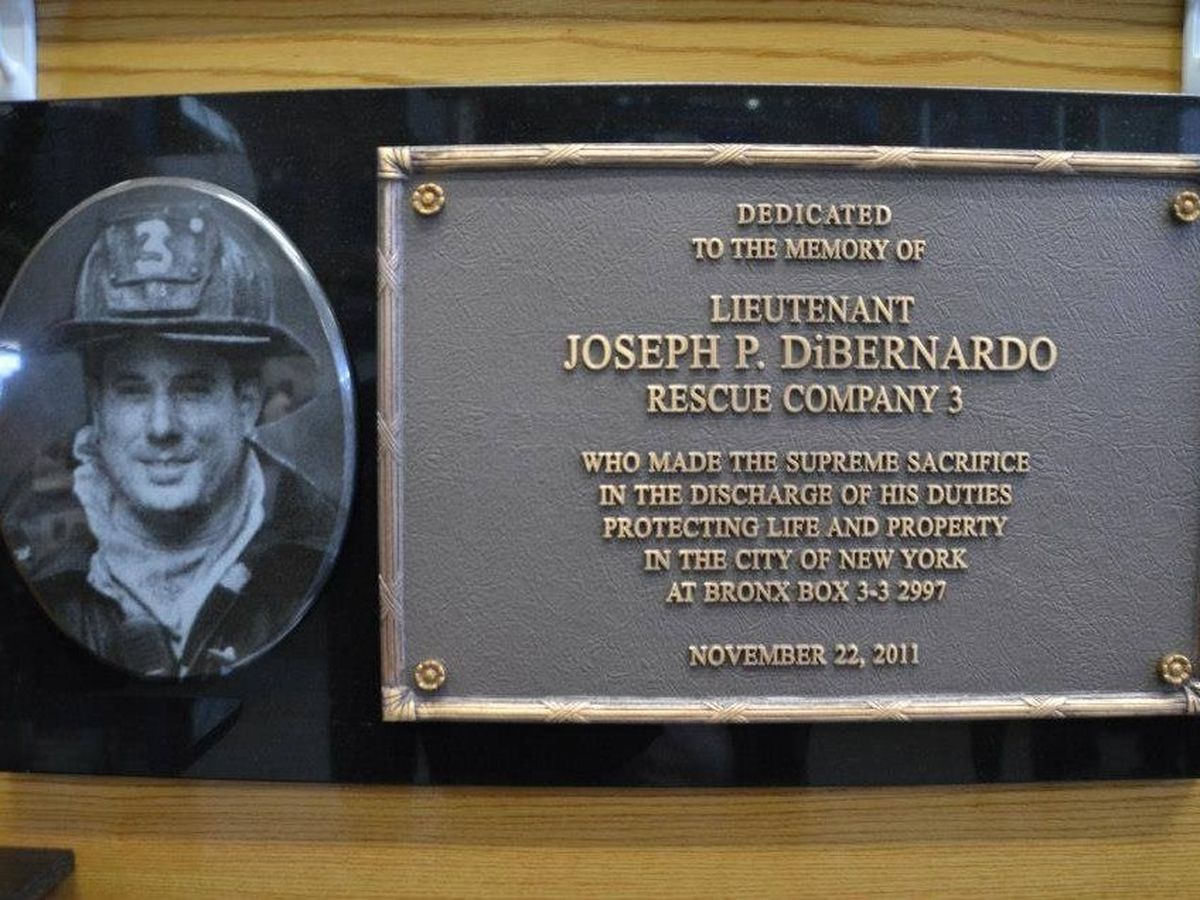 3
DEDICATED
TO THE MEMORY OF
LIEUTENANT
JOSEPH P. DiBERNARDO
RESCUE COMPANY 3
WHO MADE THE SUPREME SACRIFICE
IN THE DISCHARGE OF HIS DUTIES
PROTECTING LIFE AND PROPERTY
IN THE CITY OF NEW YORK
AT BRONX BOX 3-3 2997
NOVEMBER 22, 2011